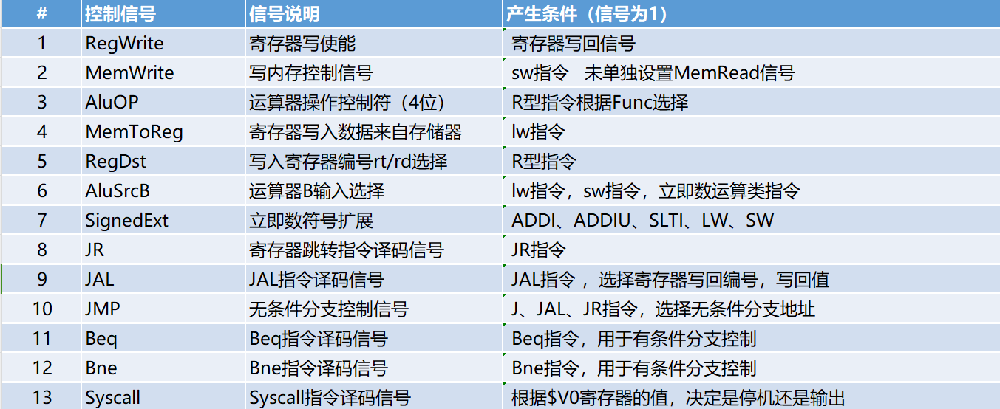 # 控制信号 信号说明 产生条件（信号为1）
1 RegWrite 寄存器写使能 寄存器写回信号
2 MemWrite 写内存控制信号 sw指令 未单独设置MemRead信号
3 AluOP 运算器操作控制符（4位） R型指令根据Func选择
4 MemToReg 寄存器写入数据来自存储器 lw指令
5 RegDst 写入寄存器编号rt/rd选择 R型指令
6 AluSrcB 运算器B输入选择 lw指令，sw指令，立即数运算类指令
7 SignedExt 立即数符号扩展 ADDI、ADDIU、SLTI、LW、SW
8 JR 寄存器跳转指令译码信号 JR指令
9 JAL JAL指令译码信号 JAL指令 ，选择寄存器写回编号，写回值
10 JMP 无条件分支控制信号 J、JAL、JR指令，选择无条件分支地址
11 Beq Beq指令译码信号 Beq指令，用于有条件分支控制
12 Bne Bne指令译码信号 Bne指令，用于有条件分支控制
13 Syscall Syscall指令译码信号 根据$V0寄存器的值，决定是停机还是输出